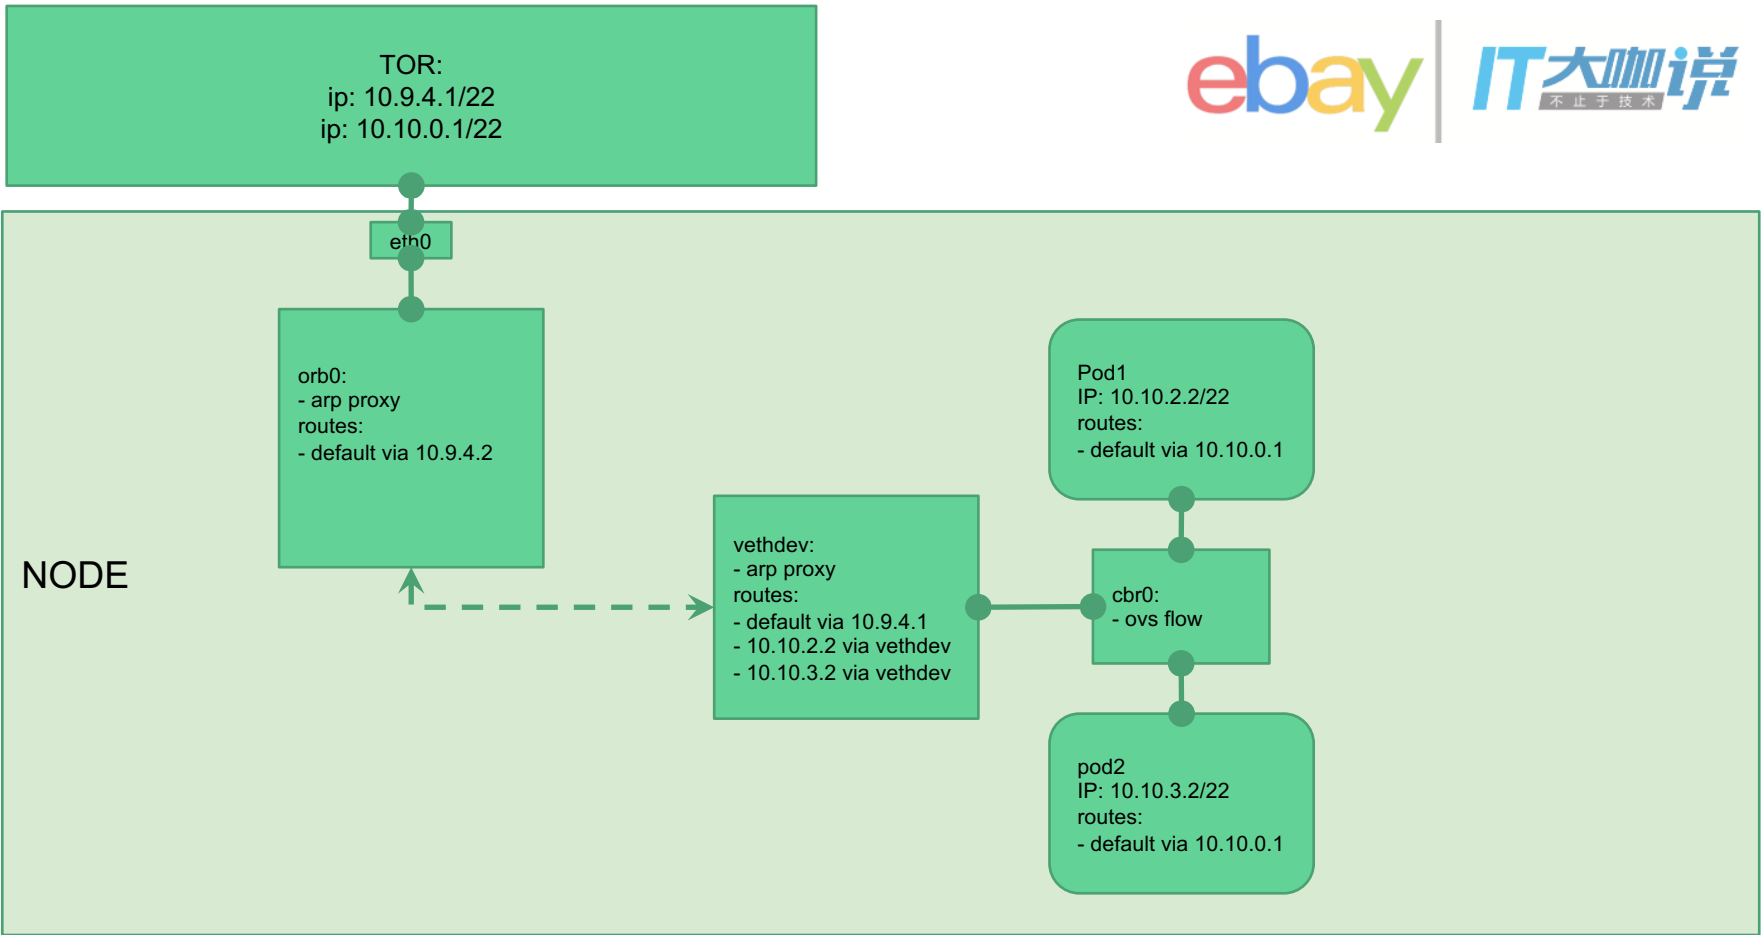 TOR:
ip: 10.9.4.1/22
ip: 10.10.0.1/22
ebay
IT大咖说
不止于技术
eth0
orb0:
- arp proxy
routes:
- default via 10.9.4.2
Pod1
IP: 10.10.2.2/22
routes:
- default via 10.10.0.1
NODE
vethdev:
- arp proxy
routes:
- default via 10.9.4.1
- 10.10.2.2 via vethdev
- 10.10.3.2 via vethdev
cbr0:
- ovs flow
pod2
IP: 10.10.3.2/22
routes:
- default via 10.10.0.1